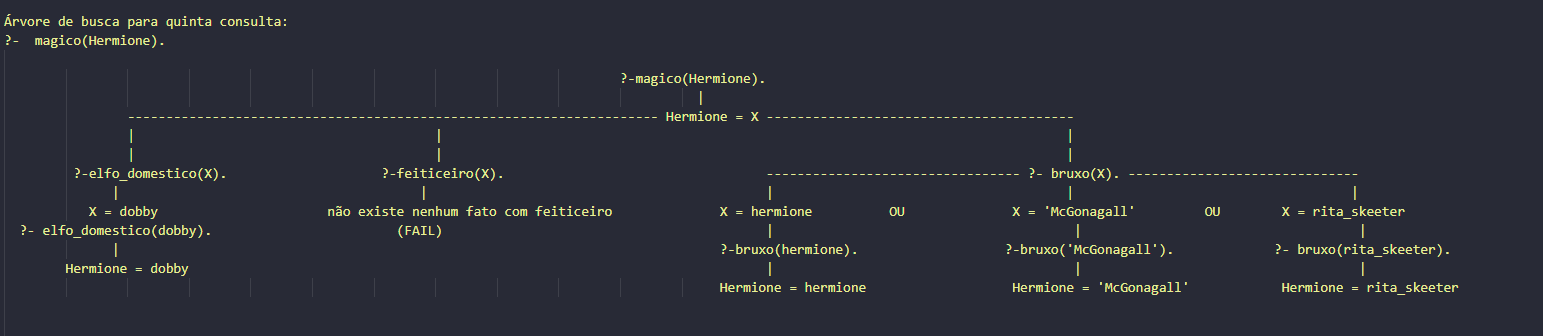 Árvore de busca para quinta consulta:
?-  magico(Hermione).
?-magico(Hermione).
|
--------------------------------------------------------------------- Hermione = X ----------------------------------------
| | |
| | |
?-elfo_domestico(X). ?-feiticeiro(X). --------------------------------- ?- bruxo(X). ------------------------------
| | | | |
X = dobby não existe nenhum fato com feiticeiro X = hermione OU X = 'McGonagall' OU X = rita_skeeter
?- elfo_domestico(dobby). (FAIL) | | |
| ?-bruxo(hermione). ?-bruxo('McGonagall'). ?- bruxo(rita_skeeter).
Hermione = dobby | | |
Hermione = hermione Hermione = 'McGonagall' Hermione = rita_skeeter